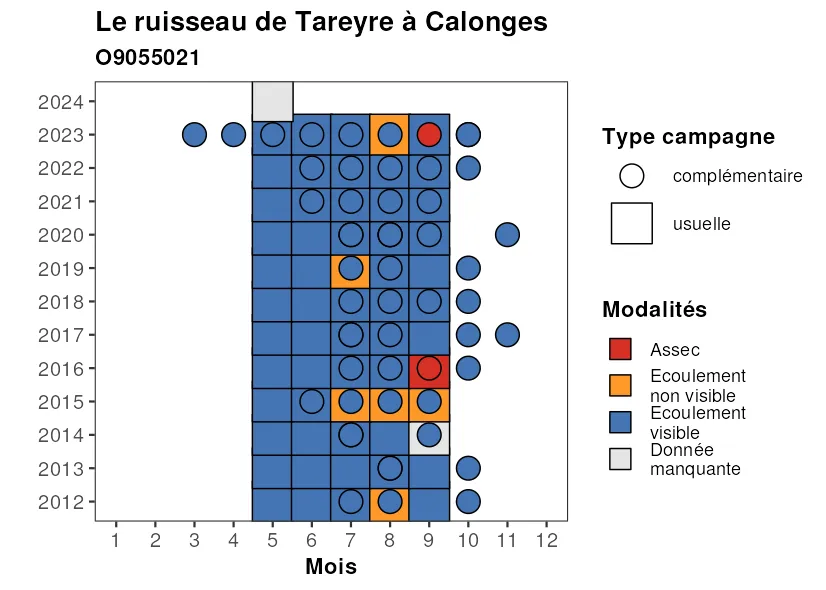 Le ruisseau de Tareyre à Calonges
O9055021
2024
2023
2022
2021
2020
2019
2018
2017
2016
2015
2014
2013
2012
1 2 3 4 5 6 7 8 9 10 11 12
Mois
Type campagne
complémentaire
usuelle
Modalités
Assec
Ecoulement
non visible
Ecoulement
visible
Donnée
manquante